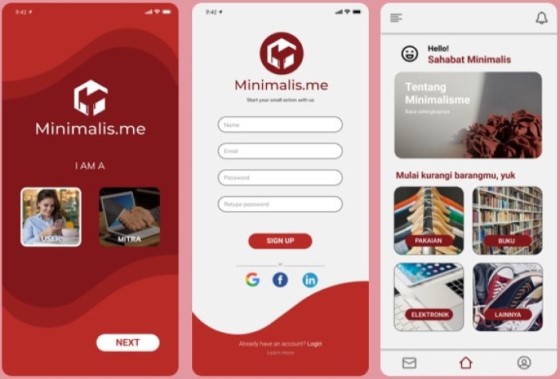 9:41
Minimalis.me
I AM A
USER
MITRA
NEXT
9:41
Minimalis.me
Start your small action with us
Name
Email
Password
Retype password
SIGN UP
or
G
f
in
Already have an account? Login
Learn more
Hello!
Sahabat Minimalis
Tentang
Minimalisme
Baca selengkapnya
Mulai kurangi barangmu, yuk
PAKAIAN
BUKU
ELEKTRONIK
LAINNYA